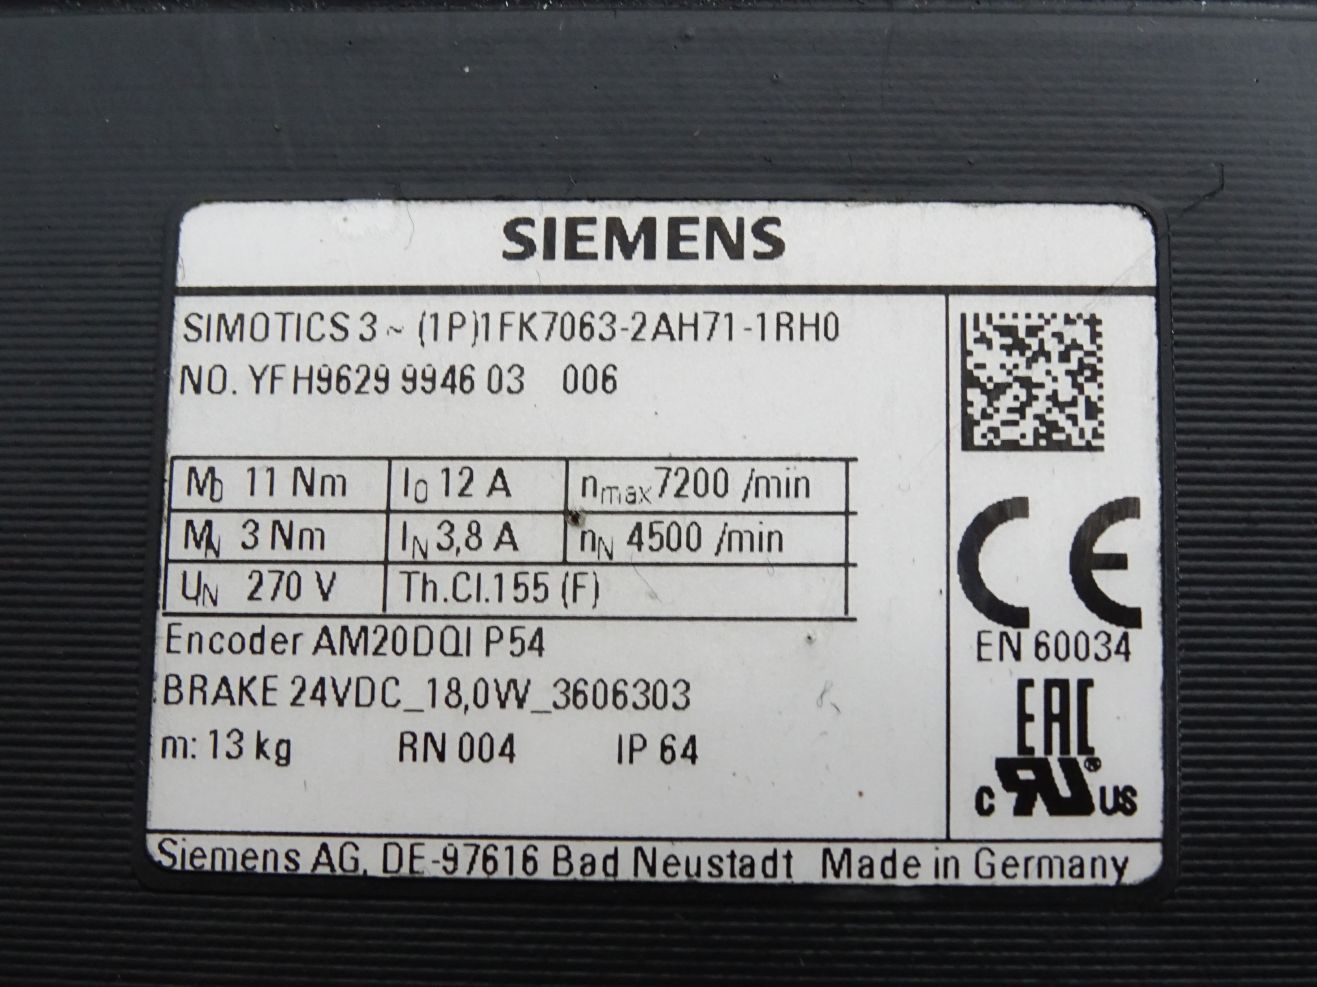 SIEMENS
SIMOTICS 3 ~ (1P)1FK7063-2AH71-1RH0
NO. YFH9629 9946 03 006
M0 11 Nm I0 12 A nmax 7200 /min
MN 3 Nm IN 3,8 A nN 4500 /min
UN 270 V Th.Cl.155 (F)
Encoder AM20DQI P54
BRAKE 24VDC_18,0W_3606303
m: 13 kg RN 004 IP 64
CE
EN 60034
EAC
c RU ® US
Siemens AG, DE-97616 Bad Neustadt Made in Germany